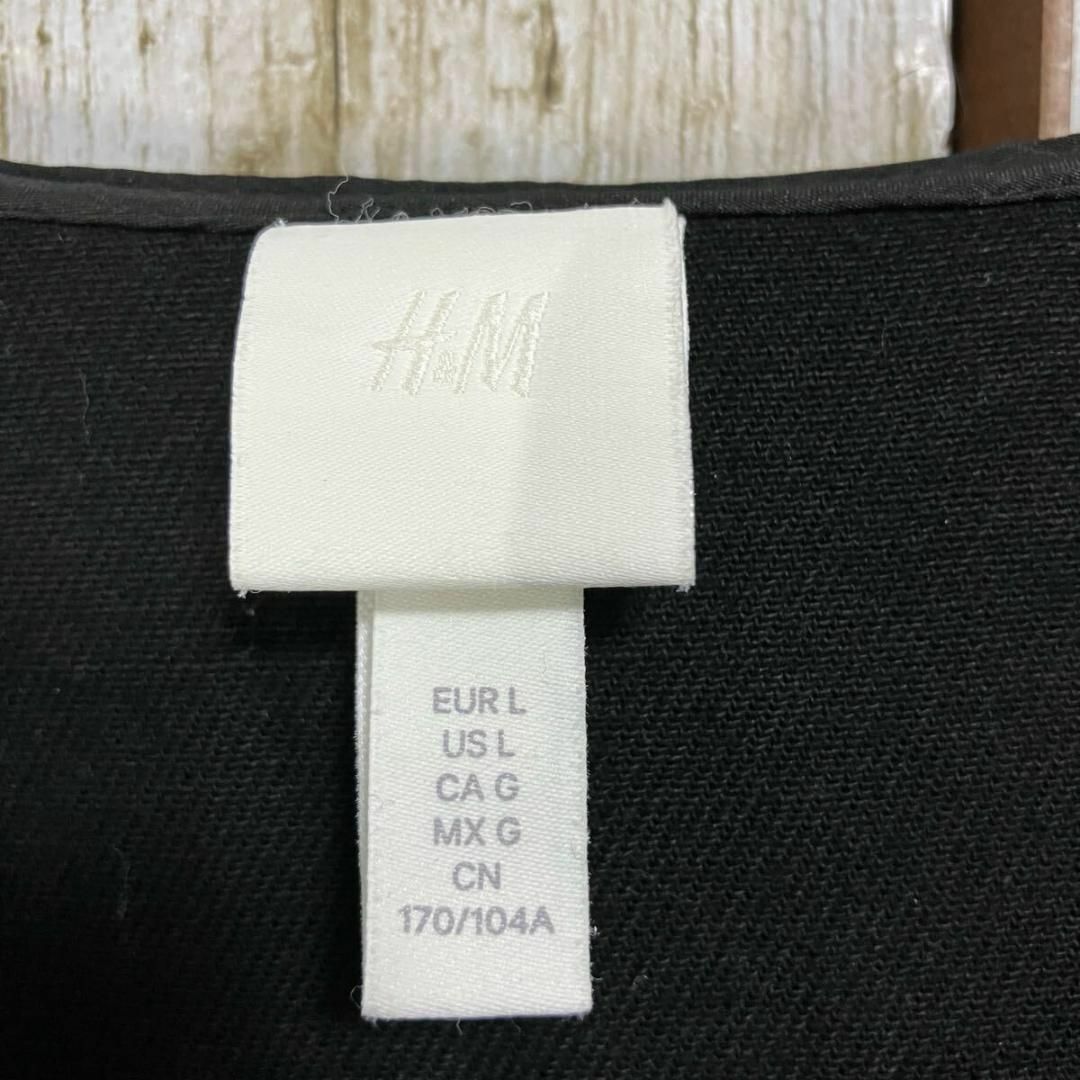 H&M
EUR L
US L
CA G
MX G
CN
170/104A